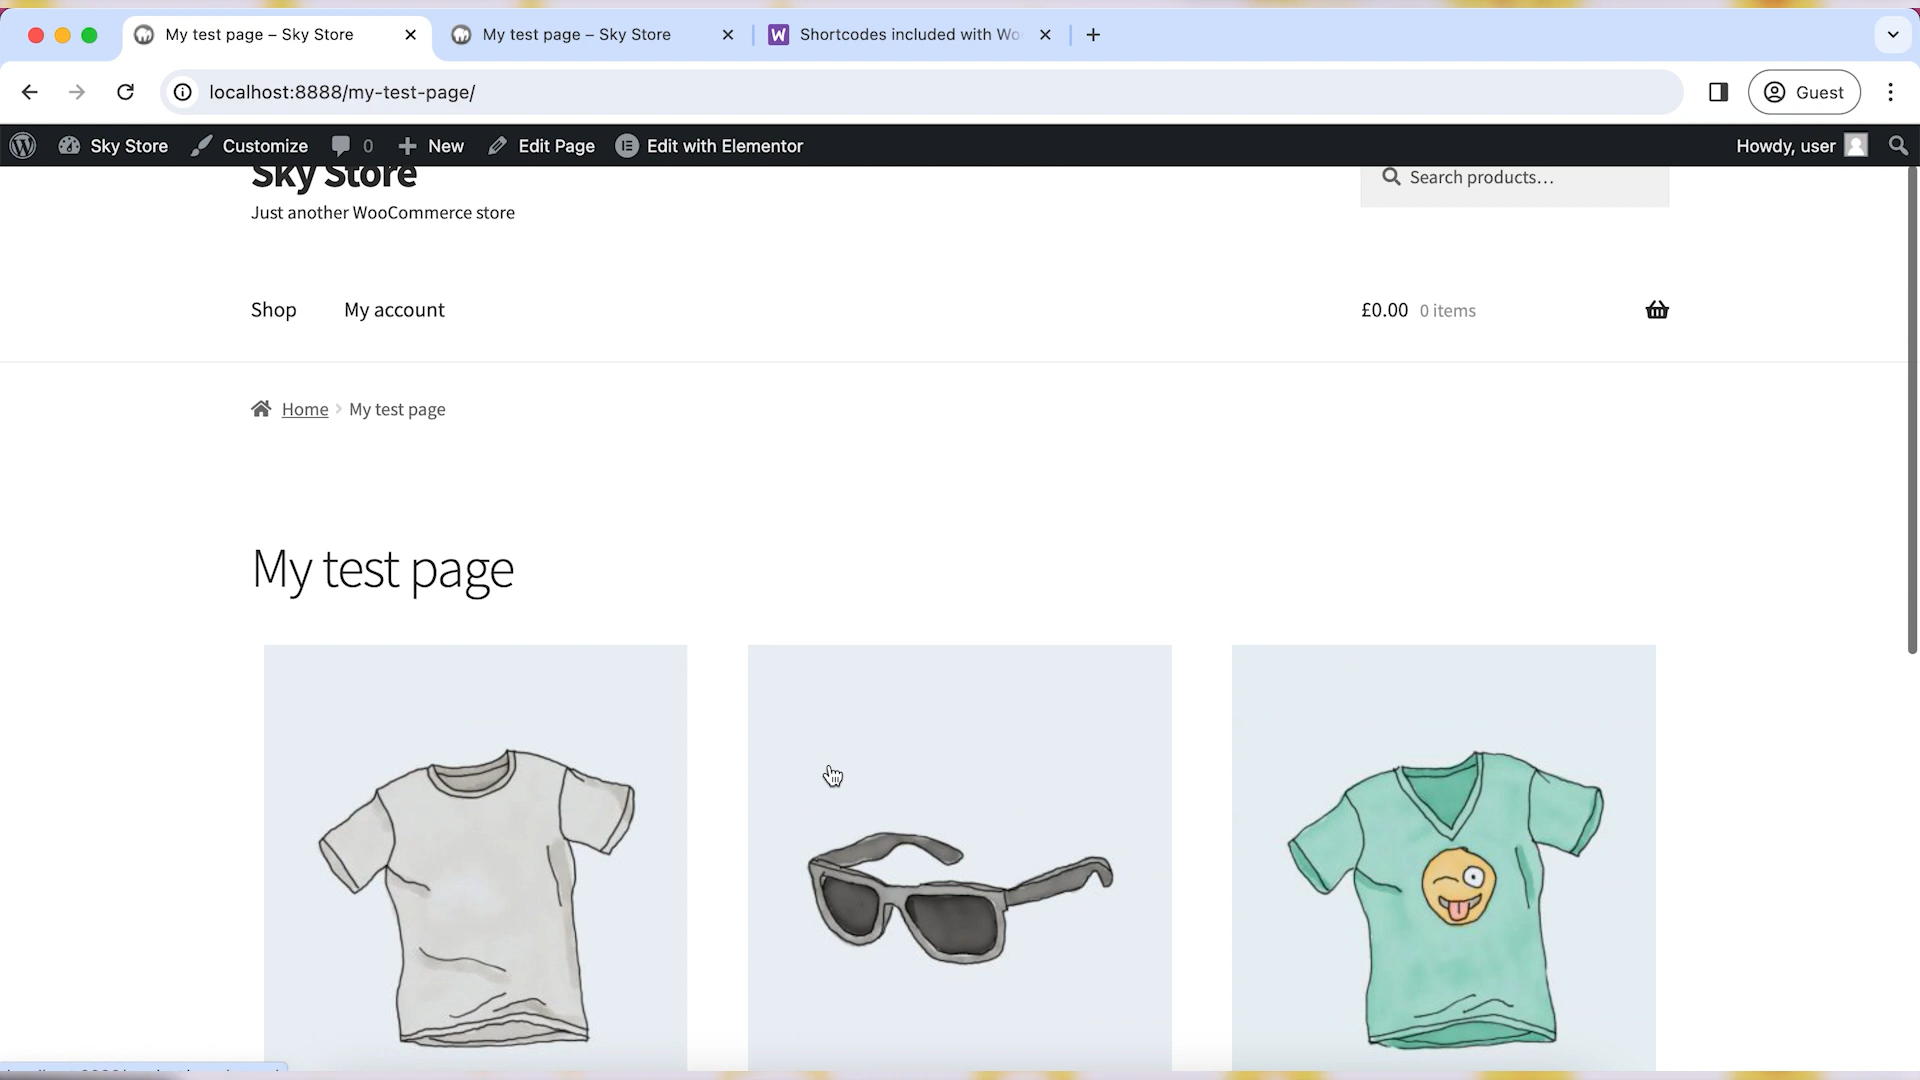 My test page – Sky Store
My test page – Sky Store
W Shortcodes included with Wo
localhost:8888/my-test-page/
Guest
Sky Store
Customize
0
New
Edit Page
Edit with Elementor
Howdy, user
Sky Store
Just another WooCommerce store
Search products…
Shop
My account
£0.00 0 items
Home › My test page
My test page